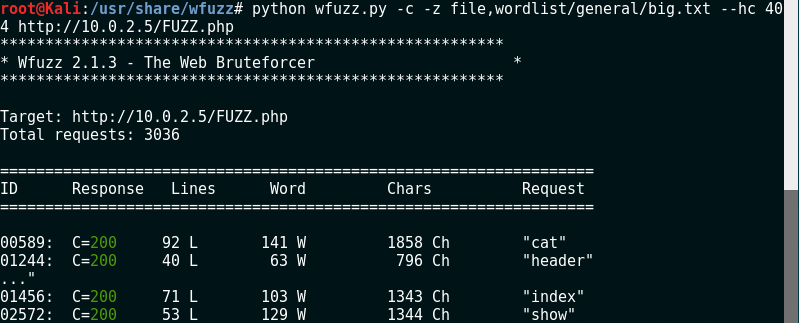 root@Kali:/usr/share/wfuzz# python wfuzz.py -c -z file,wordlist/general/big.txt --hc 40
4 http://10.0.2.5/FUZZ.php
********************************************************
* Wfuzz 2.1.3 - The Web Bruteforcer                      *
********************************************************
Target: http://10.0.2.5/FUZZ.php
Total requests: 3036
==================================================================
ID      Response   Lines      Word         Chars          Request
==================================================================
00589:  C=200     92 L       141 W         1858 Ch        "cat"
01244:  C=200     40 L        63 W          796 Ch        "header"
..."
01456:  C=200     71 L       103 W         1343 Ch        "index"
02572:  C=200     53 L       129 W         1344 Ch        "show"